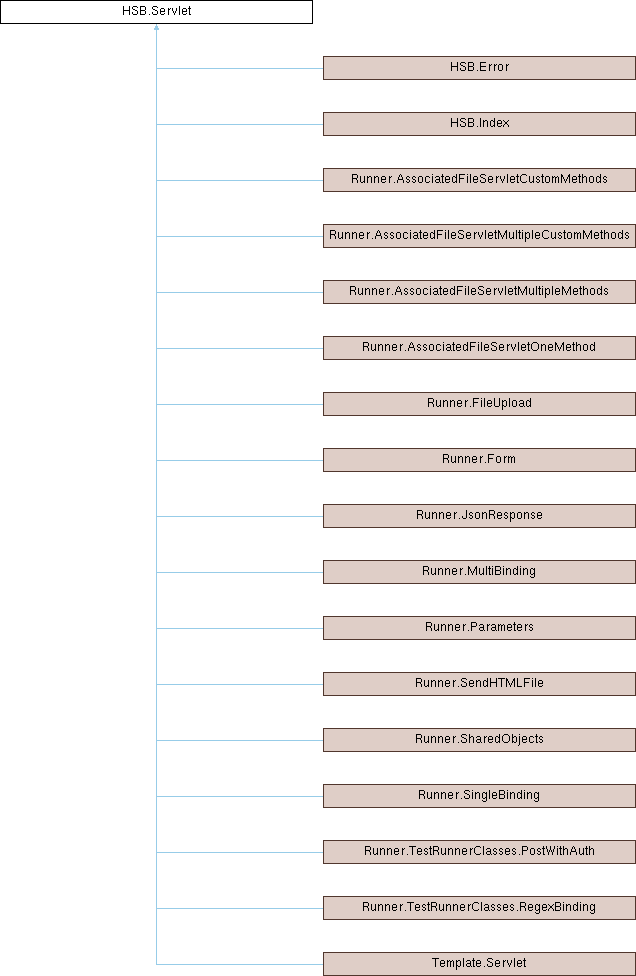 HSB.Servlet
HSB.Error
HSB.Index
Runner.AssociatedFileServletCustomMethods
Runner.AssociatedFileServletMultipleCustomMethods
Runner.AssociatedFileServletMultipleMethods
Runner.AssociatedFileServletOneMethod
Runner.FileUpload
Runner.Form
Runner.JsonResponse
Runner.MultiBinding
Runner.Parameters
Runner.SendHTMLFile
Runner.SharedObjects
Runner.SingleBinding
Runner.TestRunnerClasses.PostWithAuth
Runner.TestRunnerClasses.RegexBinding
Template.Servlet